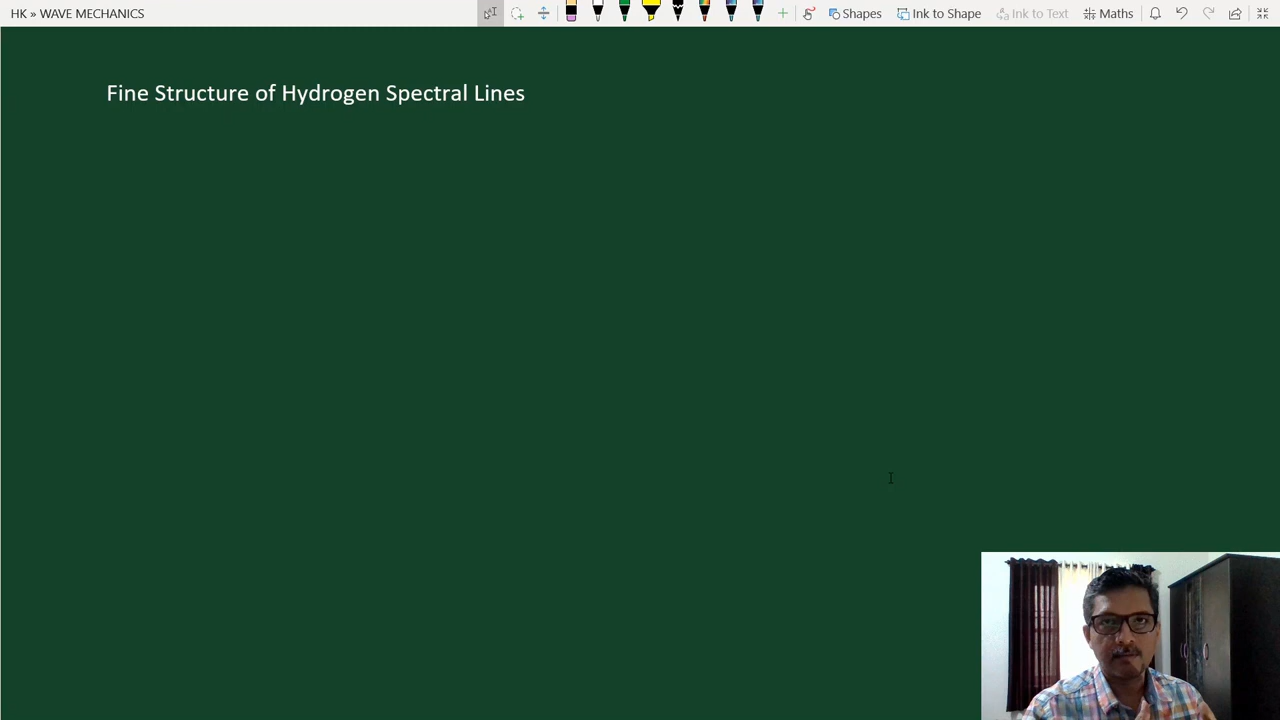 HK » WAVE MECHANICS
Shapes
Ink to Shape
Ink to Text
Maths
Fine Structure of Hydrogen Spectral Lines